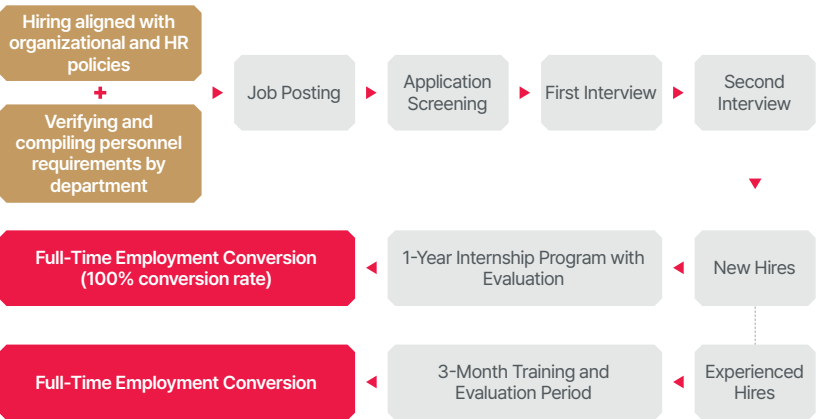 Hiring aligned with
organizational and HR
policies
+
Verifying and
compiling personnel
requirements by
department
Job Posting
Application
Screening
First Interview
Second
Interview
New Hires
1-Year Internship Program with
Evaluation
Full-Time Employment Conversion
(100% conversion rate)
Experienced
Hires
3-Month Training and
Evaluation Period
Full-Time Employment Conversion